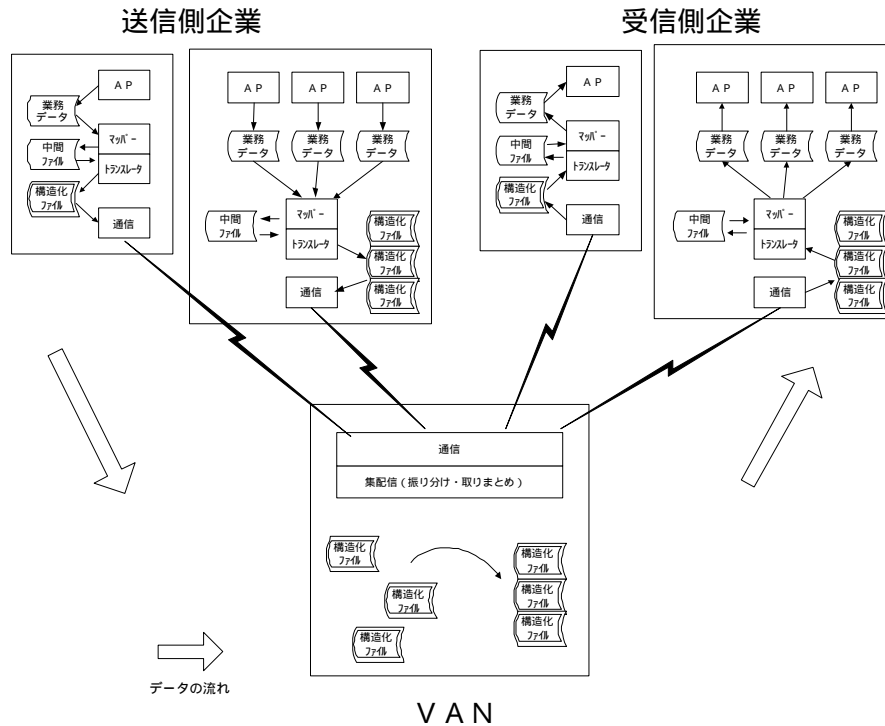 送信側企業
受信側企業
ＡＰ
業務
データ
マッパー
中間
ファイル
トランスレータ
構造化
ファイル
通信
ＡＰ
ＡＰ
ＡＰ
業務
データ
業務
データ
業務
データ
マッパー
中間
ファイル
トランスレータ
構造化
ファイル
構造化
ファイル
構造化
ファイル
通信
ＡＰ
業務
データ
マッパー
中間
ファイル
トランスレータ
構造化
ファイル
通信
ＡＰ
ＡＰ
ＡＰ
業務
データ
業務
データ
業務
データ
マッパー
中間
ファイル
トランスレータ
構造化
ファイル
構造化
ファイル
構造化
ファイル
通信
通信
集配信（振り分け・取りまとめ）
構造化
ファイル
構造化
ファイル
構造化
ファイル
構造化
ファイル
構造化
ファイル
構造化
ファイル
データの流れ
ＶＡＮ